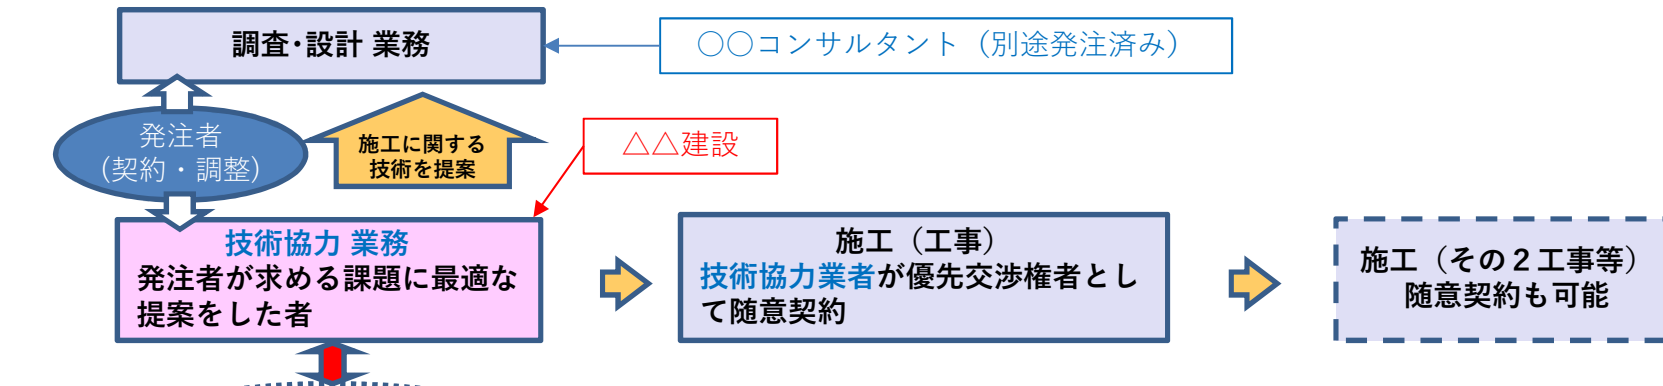 調査･設計 業務
〇〇コンサルタント（別途発注済み）
発注者
（契約・調整）
施工に関する
技術を提案
△△建設
技術協力 業務
発注者が求める課題に最適な
提案をした者
施工（工事）
技術協力業者が優先交渉権者とし
て随意契約
施工（その２工事等）
随意契約も可能